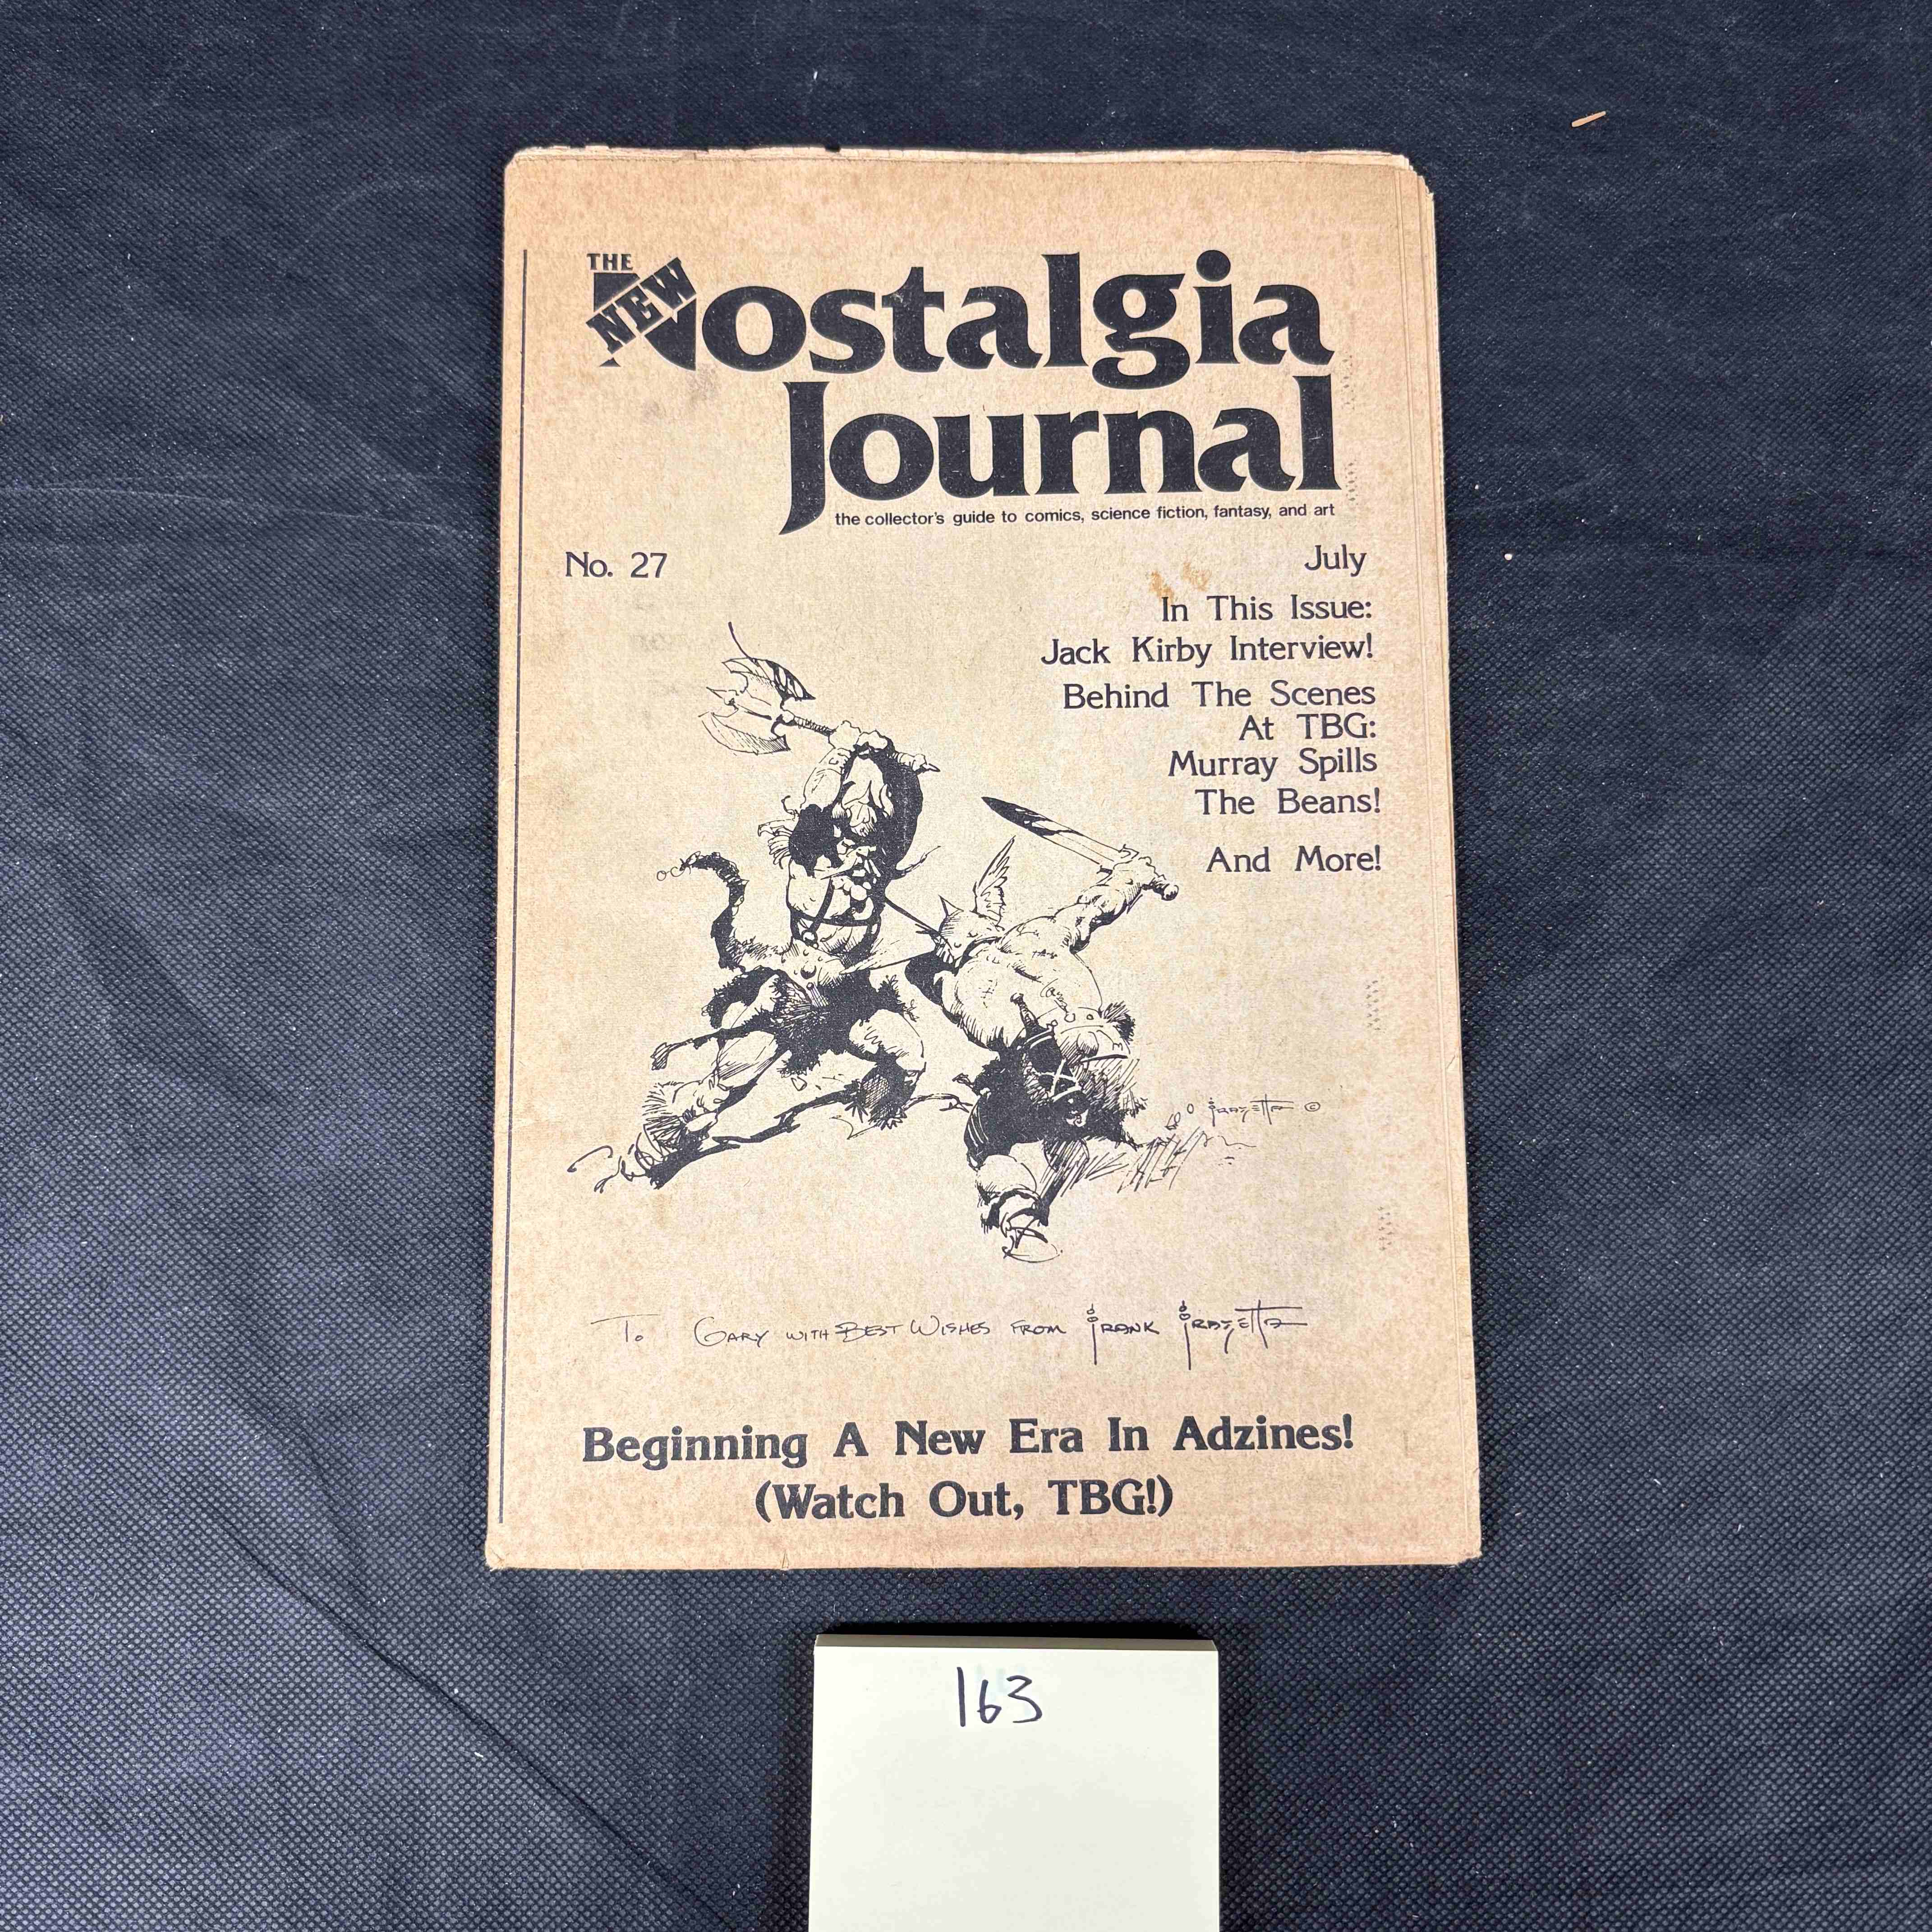 THE NEW Nostalgia
Journal
the collector's guide to comics, science fiction, fantasy, and art
No. 27
July
In This Issue:
Jack Kirby Interview!
Behind The Scenes
At TBG:
Murray Spills
The Beans!
And More!
Frazetta ©
To Gary with Best Wishes from Frank Frazetta
Beginning A New Era In Adzines!
(Watch Out, TBG!)
163